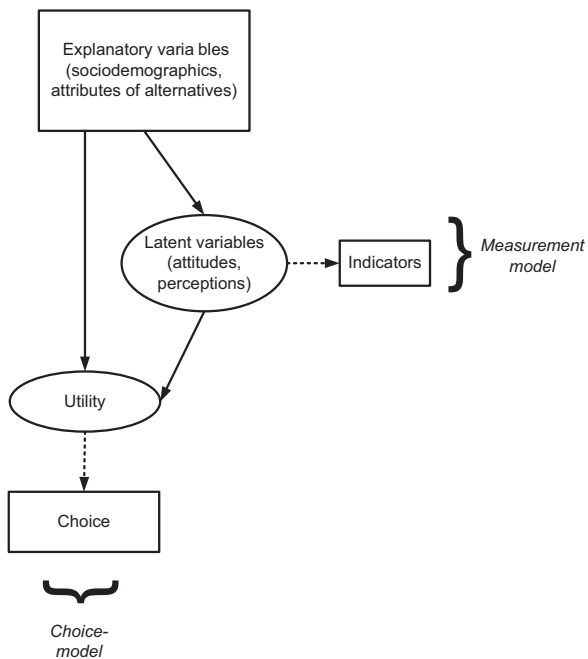 Explanatory varia bles
(sociodemographics,
attributes of alternatives)
Latent variables
(attitudes,
perceptions)
Indicators
Measurement
model
Utility
Choice
Choice-
model